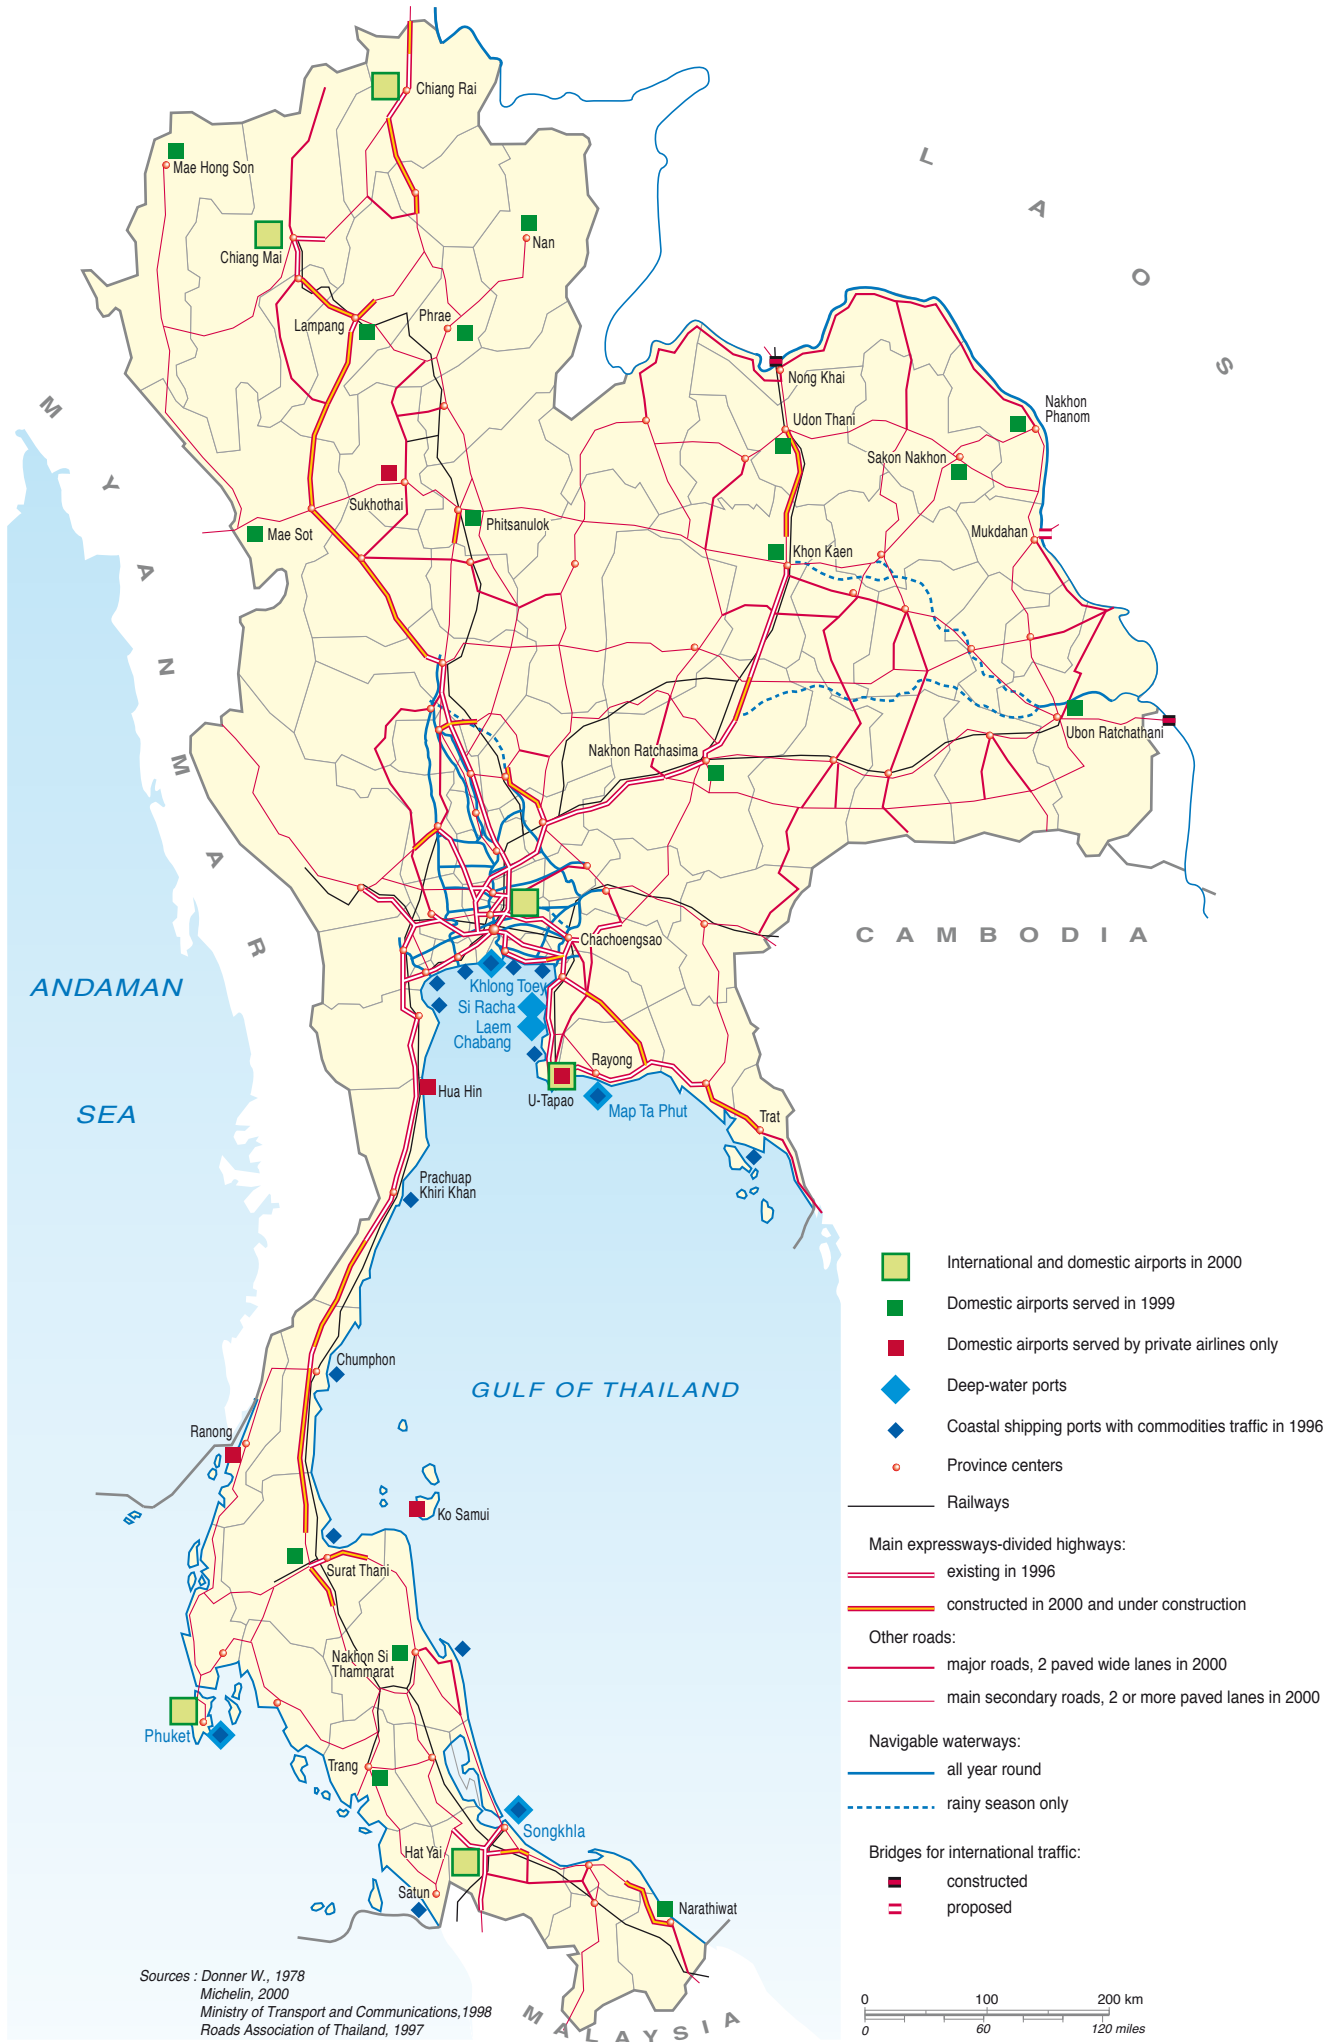 Chiang Rai
Mae Hong Son
L A O S
Nan
Chiang Mai
Phrae
Lampang
Nong Khai
Nakhon
Phanom
M Y A N M A R
Udon Thani
Sakon Nakhon
Sukhothai
Phitsanulok
Mae Sot
Mukdahan
Khon Kaen
Ubon Ratchathani
Nakhon Ratchasima
C A M B O D I A
Chachoengsao
ANDAMAN
SEA
Khlong Toey
Si Racha
Laem
Chabang
Rayong
U-Tapao
Hua Hin
Map Ta Phut
Trat
Prachuap
Khiri Khan
Chumphon
GULF OF THAILAND
Ranong
Ko Samui
Surat Thani
Nakhon Si
Thammarat
Phuket
Trang
Songkhla
Hat Yai
Satun
Narathiwat
M A L A Y S I A
International and domestic airports in 2000
Domestic airports served in 1999
Domestic airports served by private airlines only
Deep-water ports
Coastal shipping ports with commodities traffic in 1996
Province centers
Railways
Main expressways-divided highways:
existing in 1996
constructed in 2000 and under construction
Other roads:
major roads, 2 paved wide lanes in 2000
main secondary roads, 2 or more paved lanes in 2000
Navigable waterways:
all year round
rainy season only
Bridges for international traffic:
constructed
proposed
Sources : Donner W., 1978
Michelin, 2000
Ministry of Transport and Communications,1998
Roads Association of Thailand, 1997
0 100 200 km
0 60 120 miles